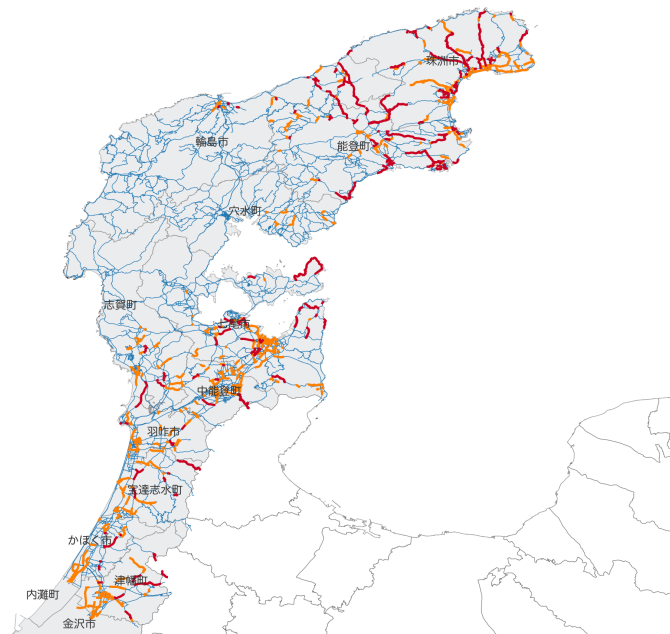 珠洲市
輪島市
能登町
穴水町
志賀町
七尾市
中能登町
羽咋市
宝達志水町
かほく市
津幡町
内灘町
金沢市